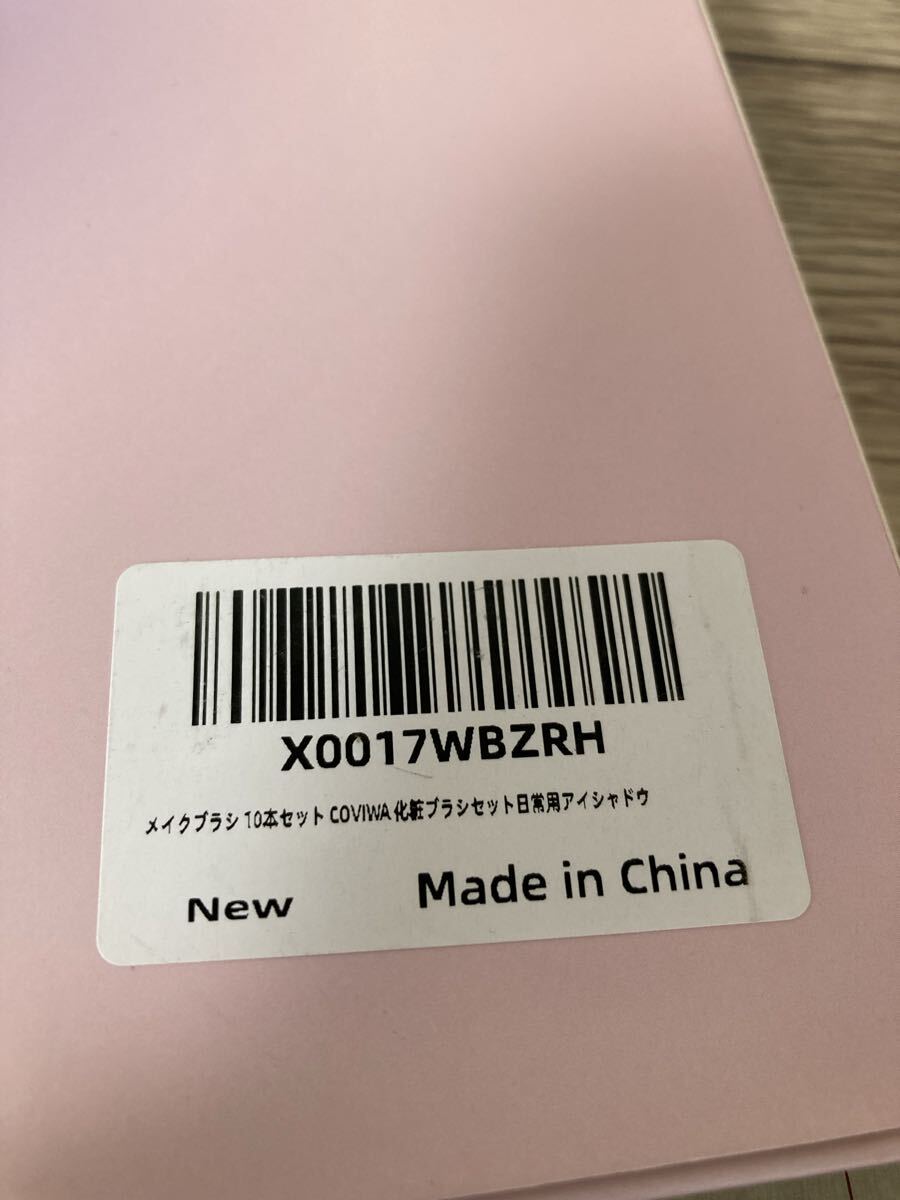 X0017WBZRH
メイクブラシ 10本セット COVIWA 化粧ブラシセット日常用アイシャドウ
New
Made in China